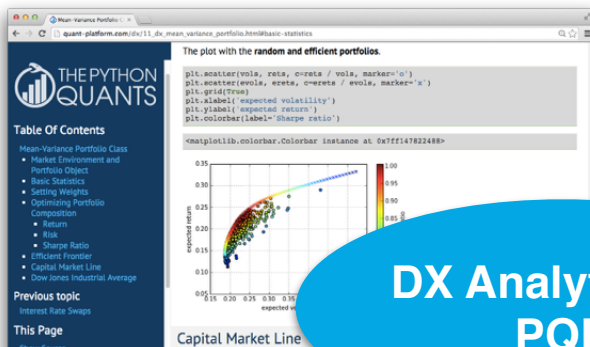 Mean-Variance Portfolio C
quant-platform.com/dx/11_dx_mean_variance_portfolio.html#basic-statistics
THE PYTHON
QUANTS
Table Of Contents
Mean-Variance Portfolio Class
Market Environment and
Portfolio Object
Basic Statistics
Setting Weights
Optimizing Portfolio
Composition
Return
Risk
Sharpe Ratio
Efficient Frontier
Capital Market Line
Dow Jones Industrial Average
Previous topic
Interest Rate Swaps
This Page
The plot with the random and efficient portfolios.
plt.scatter(vols, rets, c=rets / vols, marker='o')
plt.scatter(evols, erets, c=erets / evols, marker='x')
plt.grid(True)
plt.xlabel('expected volatility')
plt.ylabel('expected return')
plt.colorbar(label='Sharpe ratio')
<matplotlib.colorbar.Colorbar instance at 0x7ff147822488>
0.35
0.30
0.25
0.20
0.15
0.10
0.05
expected return
0.15 0.20 0.25 0.30 0.35
expected vo
1.00
0.95
0.90
0.85
Capital Market Line
DX Analyt
PQ